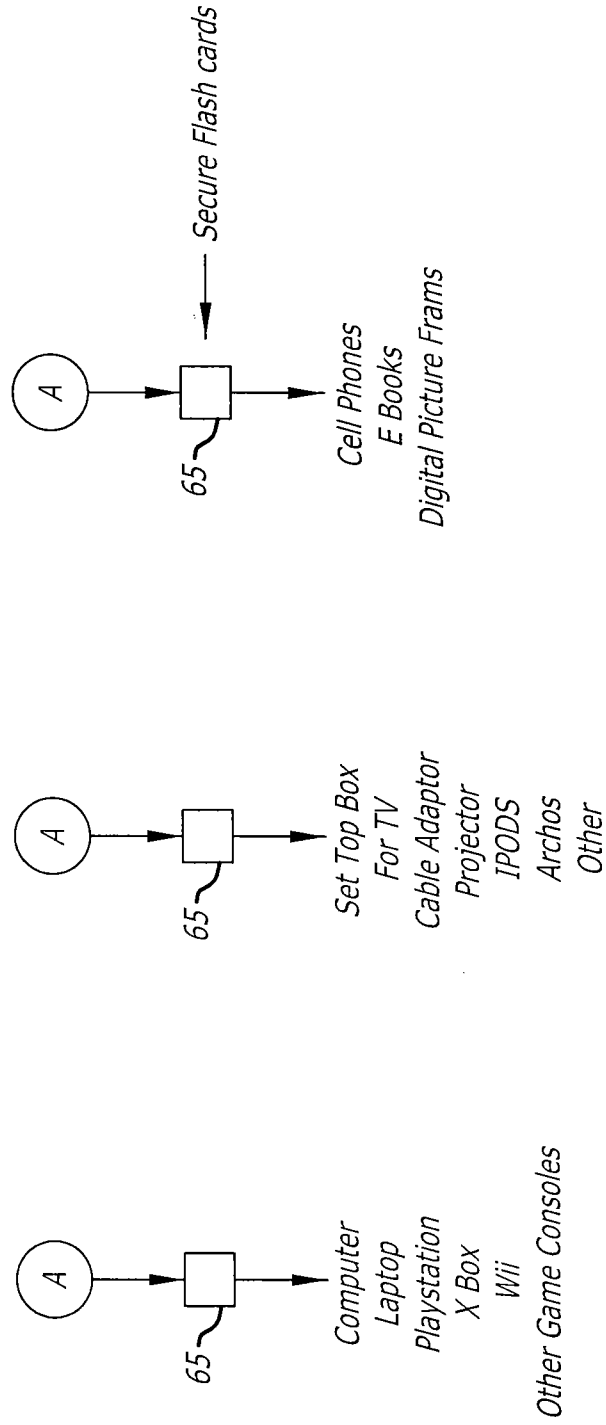 A
65
Computer
Laptop
Playstation
X Box
Wii
Other Game Consoles
A
65
Set Top Box
For TV
Cable Adaptor
Projector
IPODS
Archos
Other
A
65
Secure Flash cards
Cell Phones
E Books
Digital Picture Frams